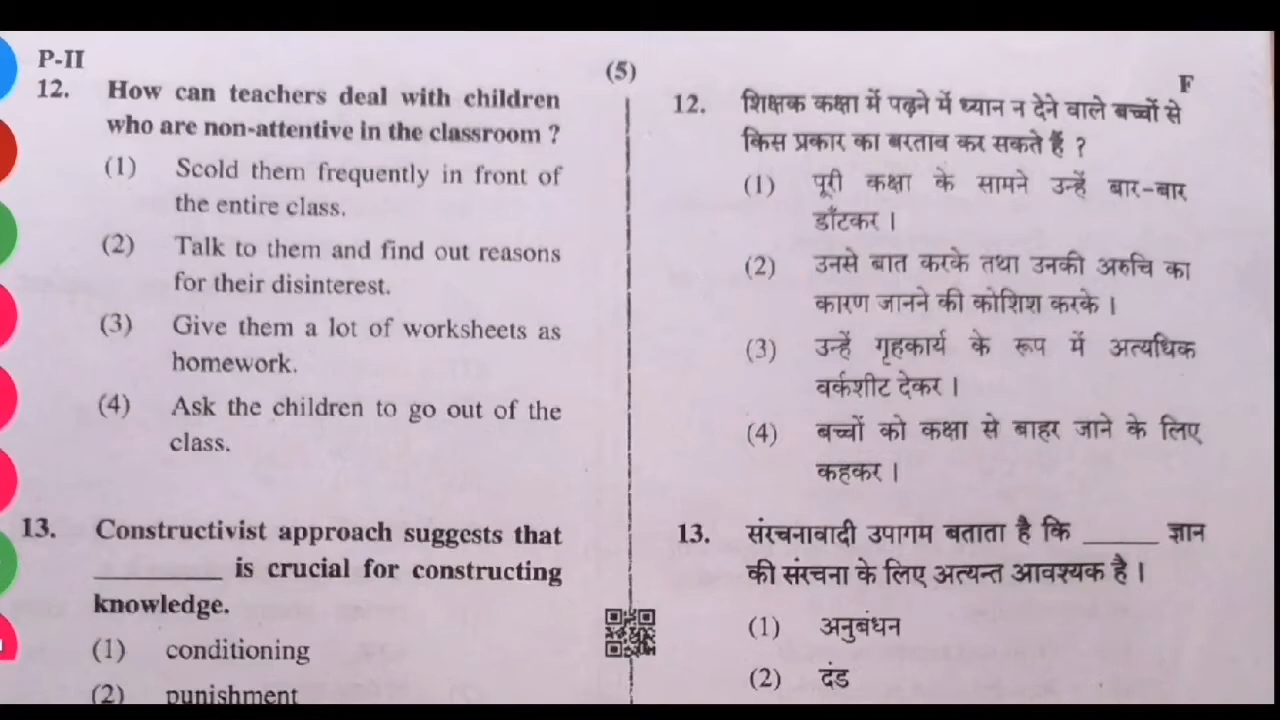 P-II
(5)
F
12. How can teachers deal with children
who are non-attentive in the classroom ?
(1) Scold them frequently in front of
the entire class.
(2) Talk to them and find out reasons
for their disinterest.
(3) Give them a lot of worksheets as
homework.
(4) Ask the children to go out of the
class.
13. Constructivist approach suggests that
________ is crucial for constructing
knowledge.
(1) conditioning
(2) punishment
12. शिक्षक कक्षा में पढ़ने में ध्यान न देने वाले बच्चों से
किस प्रकार का बरताव कर सकते हैं ?
(1) पूरी कक्षा के सामने उन्हें बार-बार
डाँटकर ।
(2) उनसे बात करके तथा उनकी अरुचि का
कारण जानने की कोशिश करके ।
(3) उन्हें गृहकार्य के रूप में अत्यधिक
वर्कशीट देकर ।
(4) बच्चों को कक्षा से बाहर जाने के लिए
कहकर ।
13. संरचनावादी उपागम बताता है कि _____ ज्ञान
की संरचना के लिए अत्यन्त आवश्यक है ।
(1) अनुबंधन
(2) दंड